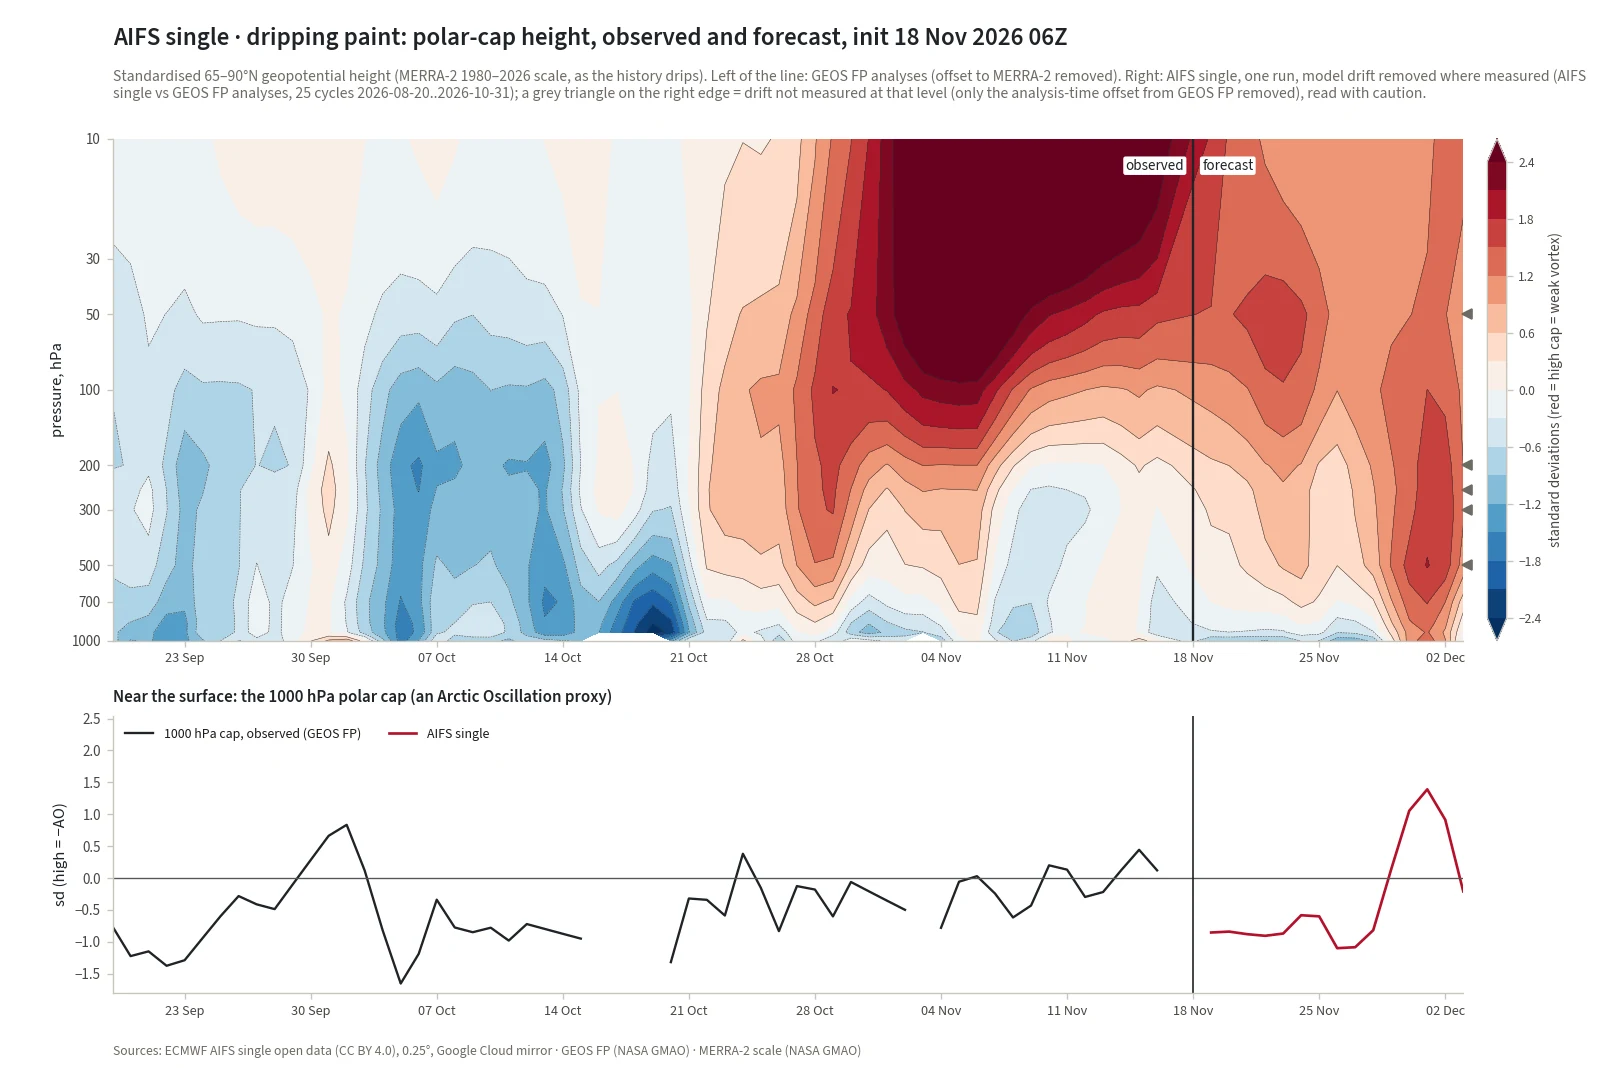 AIFS single · dripping paint: polar-cap height, observed and forecast, init 18 Nov 2026 06Z
Standardised 65–90°N geopotential height (MERRA-2 1980–2026 scale, as the history drips). Left of the line: GEOS FP analyses (offset to MERRA-2 removed). Right: AIFS single, one run, model drift removed where measured (AIFS
single vs GEOS FP analyses, 25 cycles 2026-08-20..2026-10-31); a grey triangle on the right edge = drift not measured at that level (only the analysis-time offset from GEOS FP removed), read with caution.
pressure, hPa
10
30
50
100
200
300
500
700
1000
observed
forecast
23 Sep
30 Sep
07 Oct
14 Oct
21 Oct
28 Oct
04 Nov
11 Nov
18 Nov
25 Nov
02 Dec
2.4
1.8
1.2
0.6
0.0
−0.6
−1.2
−1.8
−2.4
standard deviations (red = high cap = weak vortex)
Near the surface: the 1000 hPa polar cap (an Arctic Oscillation proxy)
sd (high = −AO)
2.5
2.0
1.5
1.0
0.5
0.0
−0.5
−1.0
−1.5
1000 hPa cap, observed (GEOS FP)
AIFS single
23 Sep
30 Sep
07 Oct
14 Oct
21 Oct
28 Oct
04 Nov
11 Nov
18 Nov
25 Nov
02 Dec
Sources: ECMWF AIFS single open data (CC BY 4.0), 0.25°, Google Cloud mirror · GEOS FP (NASA GMAO) · MERRA-2 scale (NASA GMAO)